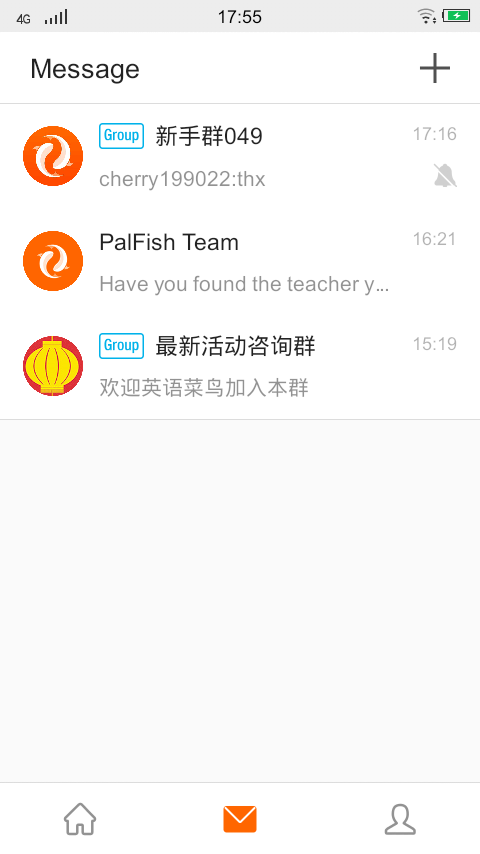 4G 17:55
Message
Group 新手群049 17:16
cherry199022:thx
PalFish Team 16:21
Have you found the teacher y...
Group 最新活动咨询群 15:19
欢迎英语菜鸟加入本群